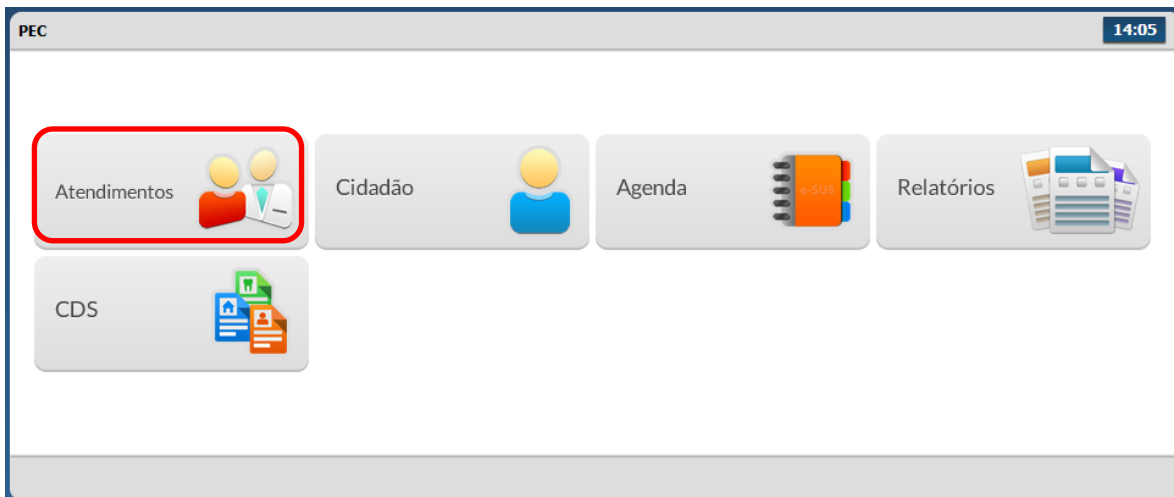 PEC 14:05
Atendimentos
Cidadão
Agenda
e-SUS
Relatórios
CDS